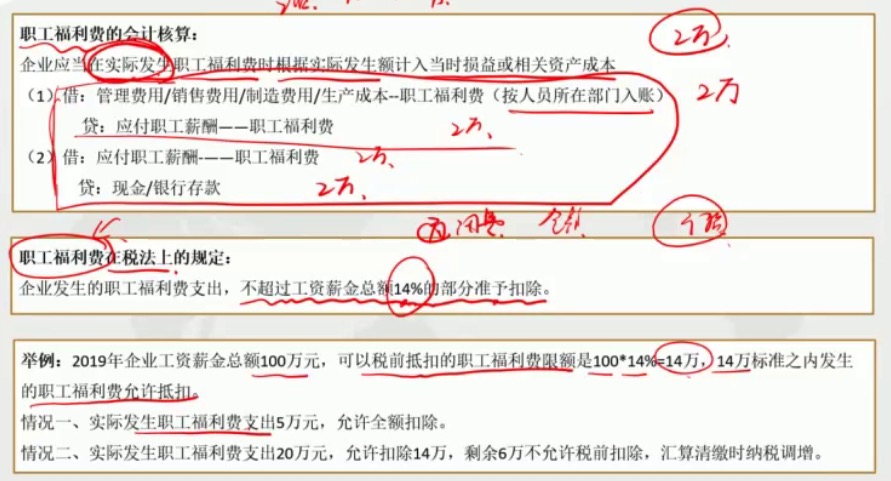 职工福利费的会计核算：
2万
企业应当在实际发生职工福利费时根据实际发生额计入当时损益或相关资产成本
（1）借：管理费用/销售费用/制造费用/生产成本--职工福利费（按人员所在部门入账）
2万
贷：应付职工薪酬——职工福利费
2万、
（2）借：应付职工薪酬-——职工福利费
2万、
贷：现金/银行存款
2万、
职工福利费在税法上的规定：
企业发生的职工福利费支出，不超过工资薪金总额14%的部分准予扣除。
举例：2019年企业工资薪金总额100万元，可以税前抵扣的职工福利费限额是100*14%=14万，14万标准之内发生
的职工福利费允许抵扣。
情况一、实际发生职工福利费支出5万元，允许全额扣除。
情况二、实际发生职工福利费支出20万元，允许扣除14万，剩余6万不允许税前扣除，汇算清缴时纳税调增。